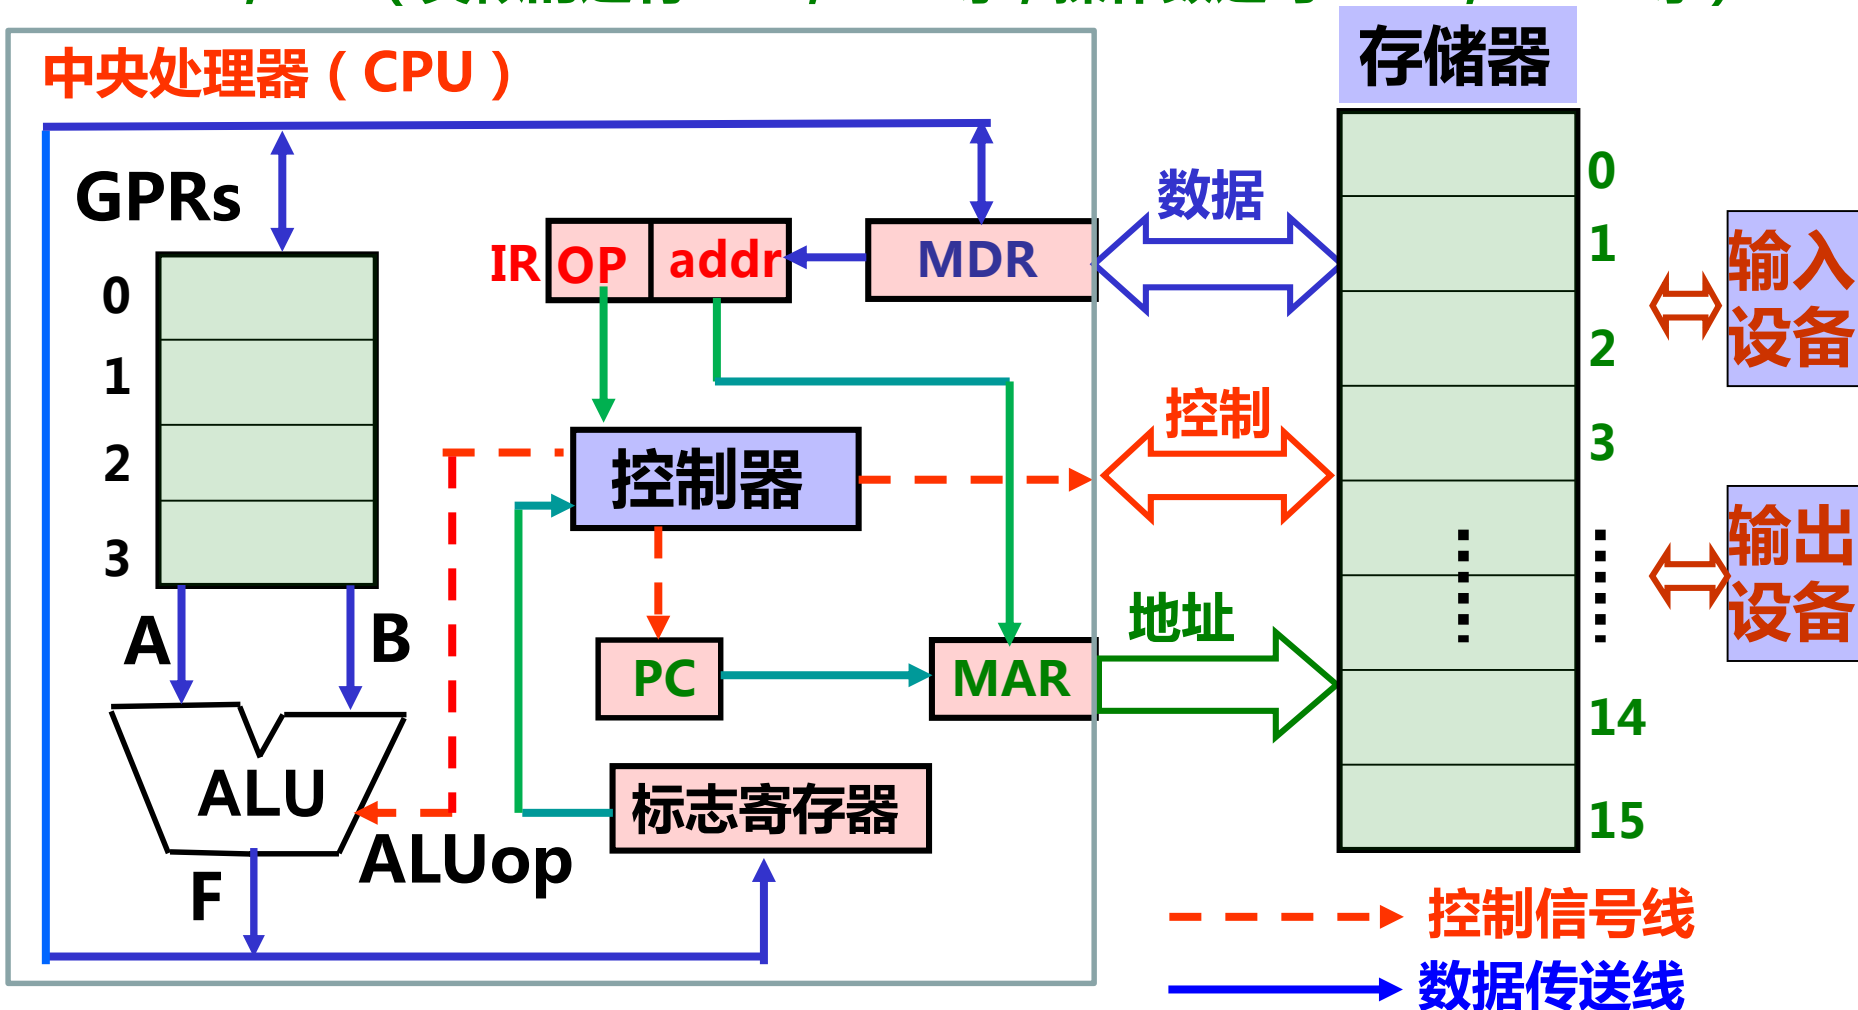 存储器
中央处理器（CPU）
GPRs
0
1
2
3
IR
OP
addr
MDR
数据
控制
地址
控制器
PC
MAR
标志寄存器
A
B
ALU
ALUop
F
0
1
2
3
14
15
输入
设备
输出
设备
控制信号线
数据传送线